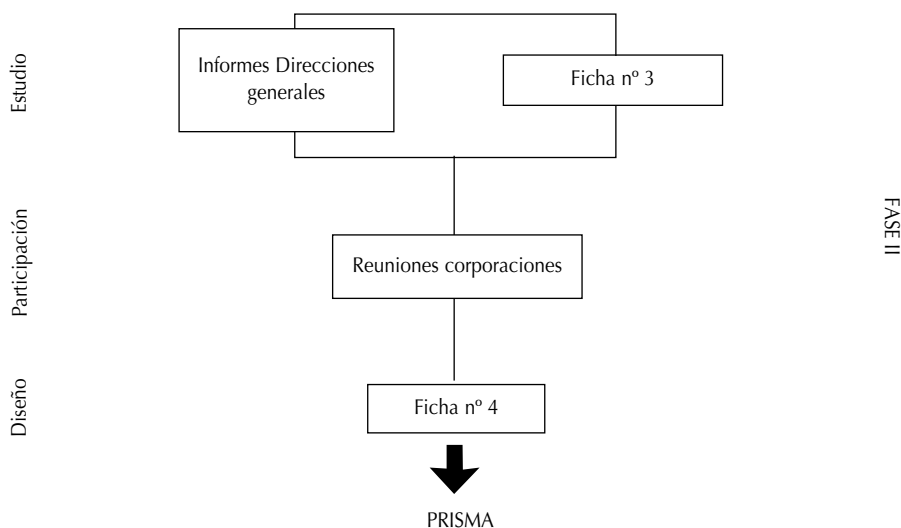 Estudio
Informes Direcciones
generales
Ficha nº 3
Participación
Reuniones corporaciones
FASE II
Diseño
Ficha nº 4
PRISMA